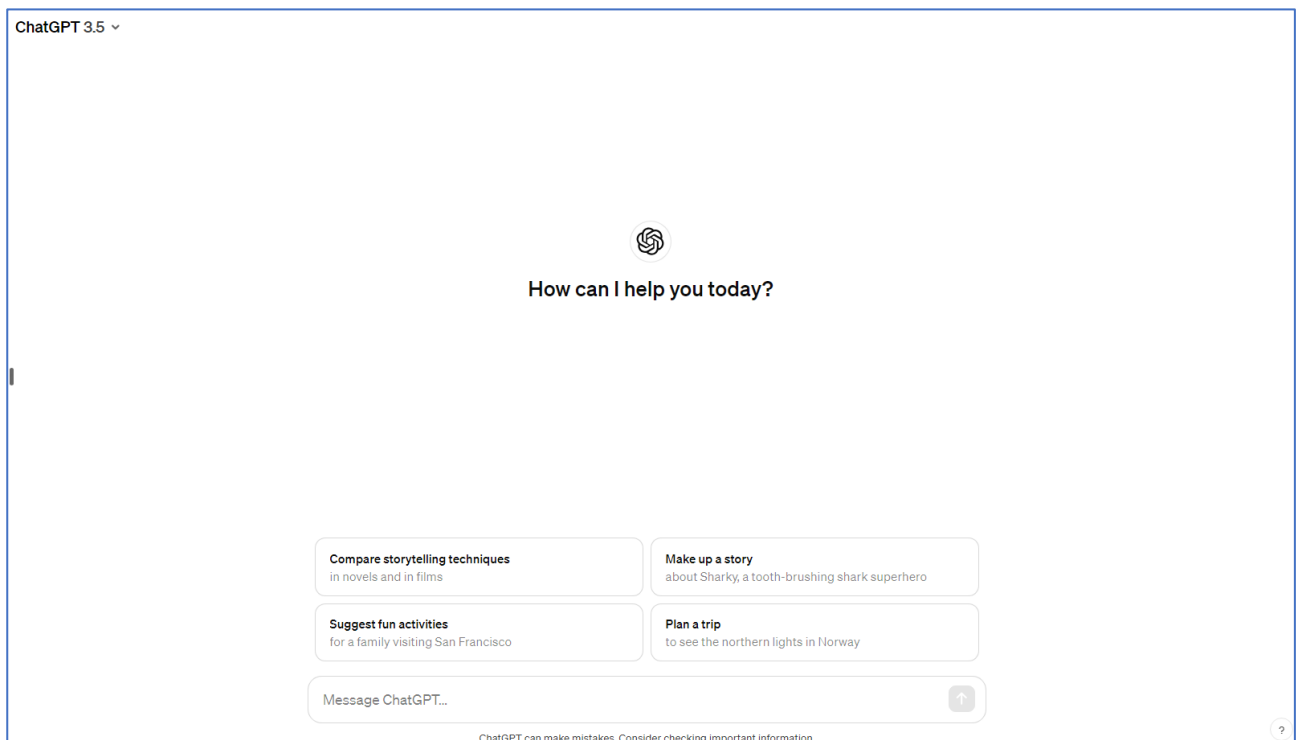 ChatGPT 3.5
How can I help you today?
Compare storytelling techniques
in novels and in films
Make up a story
about Sharky, a tooth-brushing shark superhero
Suggest fun activities
for a family visiting San Francisco
Plan a trip
to see the northern lights in Norway
Message ChatGPT...
ChatGPT can make mistakes. Consider checking important information.
?